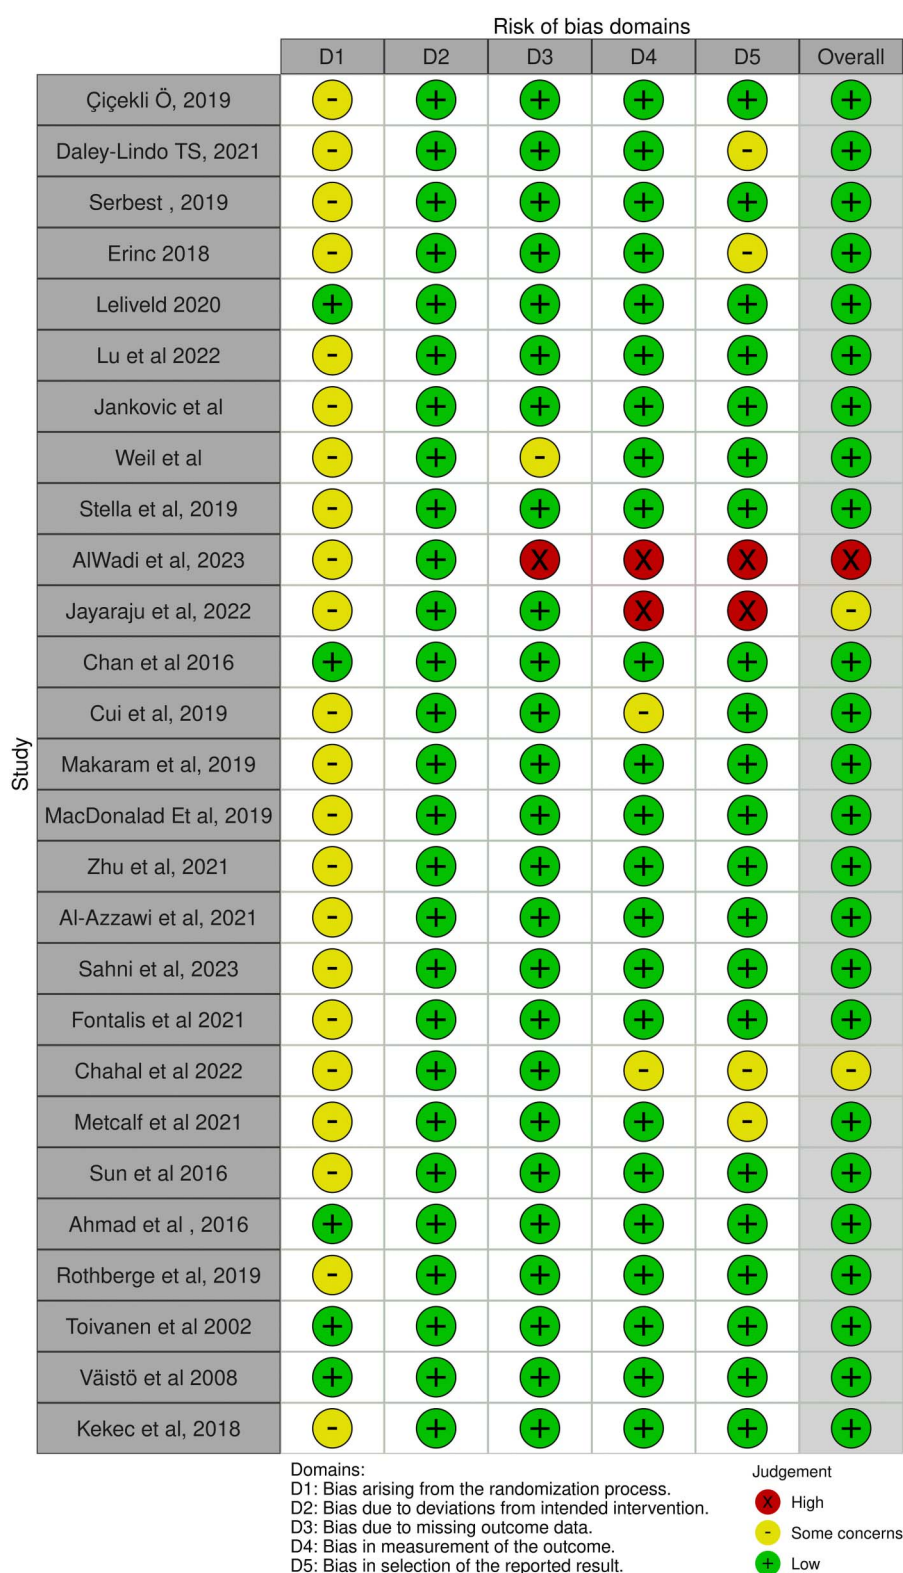 Risk of bias domains
D1 D2 D3 D4 D5 Overall
Çiçekli Ö, 2019 - + + + + +
Daley-Lindo TS, 2021 - + + + - +
Serbest , 2019 - + + + + +
Erinc 2018 - + + + - +
Leliveld 2020 + + + + + +
Lu et al 2022 - + + + + +
Jankovic et al - + + + + +
Weil et al - + - + + +
Stella et al, 2019 - + + + + +
AlWadi et al, 2023 - + X X X X
Jayaraju et al, 2022 - + + X X -
Chan et al 2016 + + + + + +
Cui et al, 2019 - + + - + +
Study
Makaram et al, 2019 - + + + + +
MacDonalad Et al, 2019 - + + + + +
Zhu et al, 2021 - + + + + +
Al-Azzawi et al, 2021 - + + + + +
Sahni et al, 2023 - + + + + +
Fontalis et al 2021 - + + + + +
Chahal et al 2022 - + + - - -
Metcalf et al 2021 - + + + - +
Sun et al 2016 - + + + + +
Ahmad et al , 2016 + + + + + +
Rothberge et al, 2019 - + + + + +
Toivanen et al 2002 + + + + + +
Väistö et al 2008 + + + + + +
Kekec et al, 2018 - + + + + +
Domains:
D1: Bias arising from the randomization process.
D2: Bias due to deviations from intended intervention.
D3: Bias due to missing outcome data.
D4: Bias in measurement of the outcome.
D5: Bias in selection of the reported result.
Judgement
X High
- Some concerns
+ Low